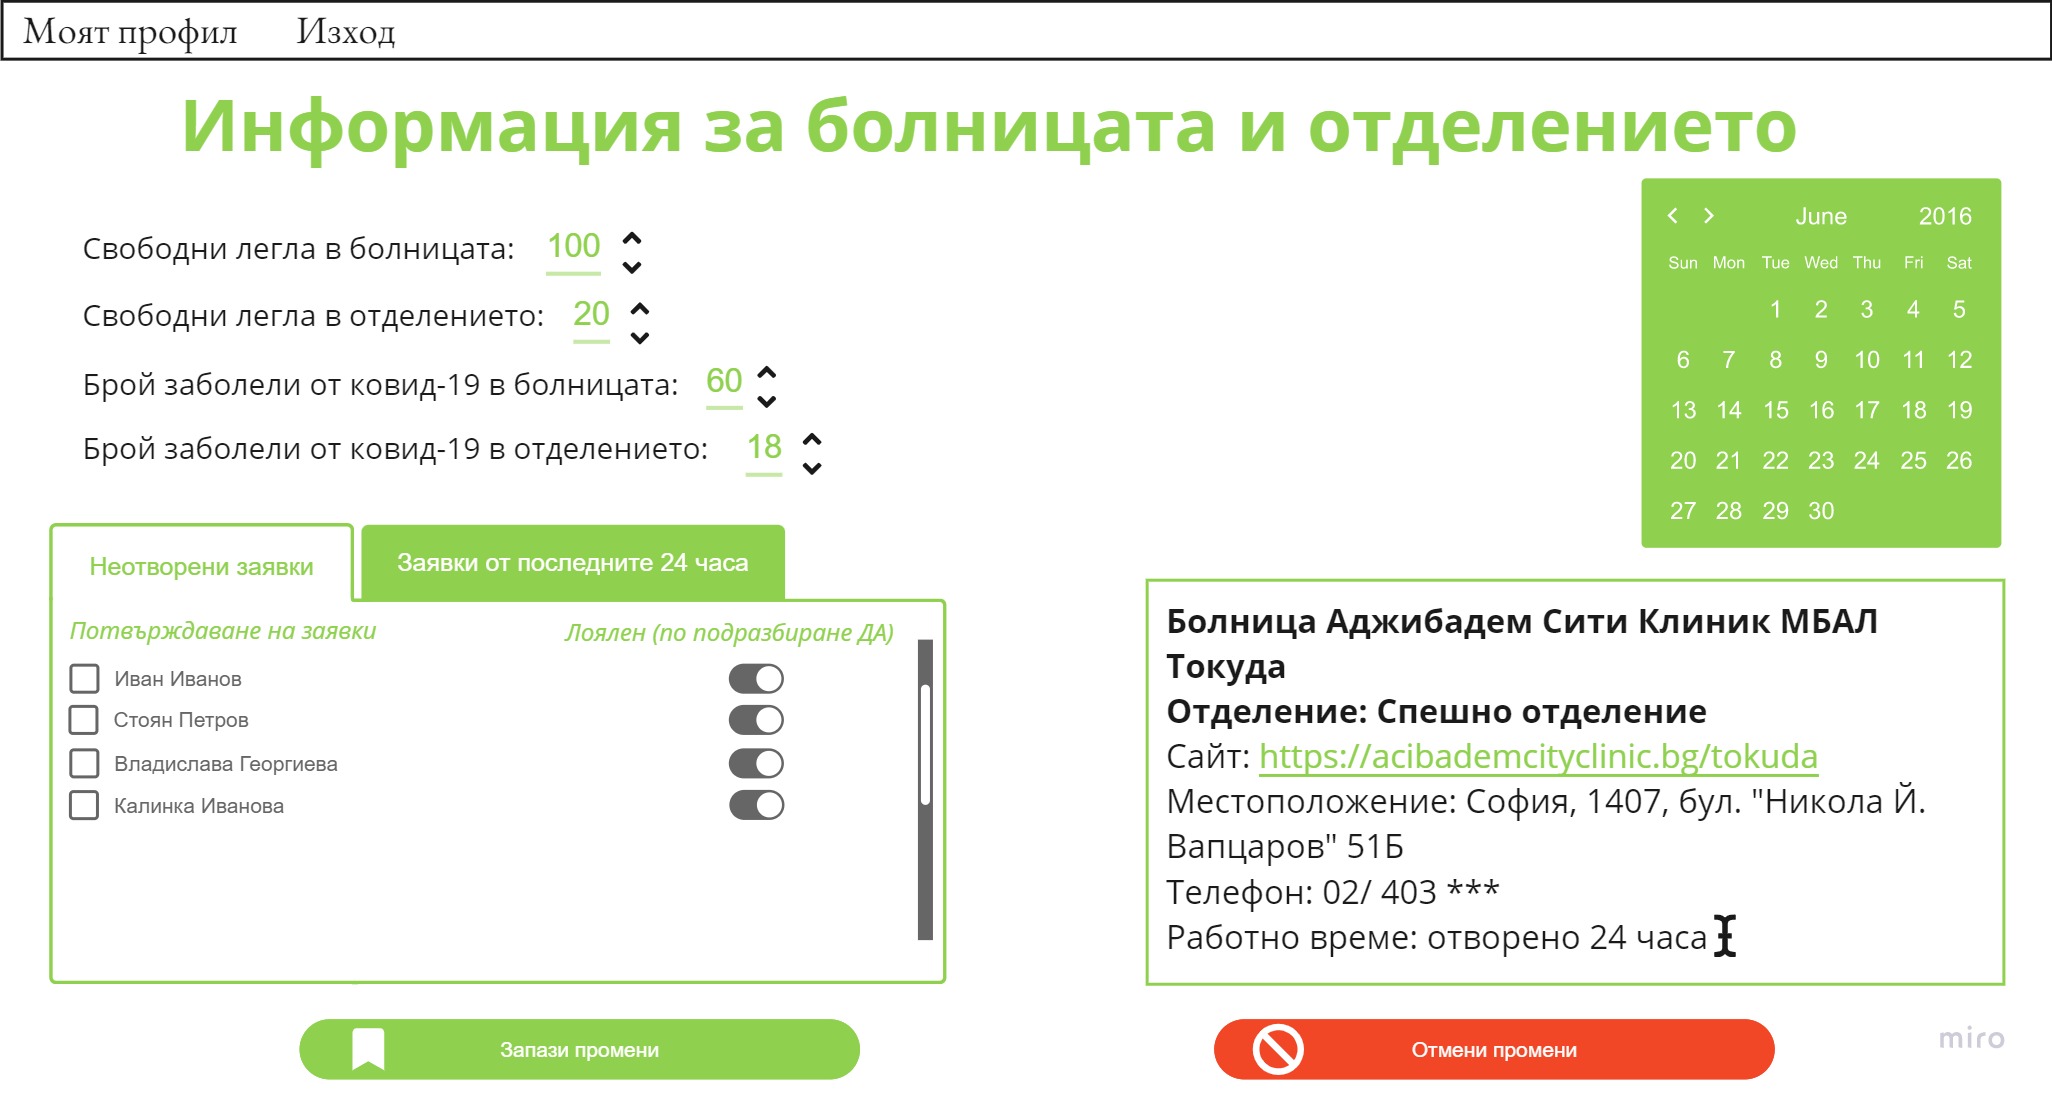 Моят профил Изход
Информация за болницата и отделението
Свободни легла в болницата: 100
Свободни легла в отделението: 20
Брой заболели от ковид-19 в болницата: 60
Брой заболели от ковид-19 в отделението: 18
June 2016
Sun Mon Tue Wed Thu Fri Sat
1 2 3 4 5
6 7 8 9 10 11 12
13 14 15 16 17 18 19
20 21 22 23 24 25 26
27 28 29 30
Неотворени заявки Заявки от последните 24 часа
Потвърждаване на заявки Лоялен (по подразбиране ДА)
Иван Иванов
Стоян Петров
Владислава Георгиева
Калинка Иванова
Болница Аджибадем Сити Клиник МБАЛ
Токуда
Отделение: Спешно отделение
Сайт: https://acibademcityclinic.bg/tokuda
Местоположение: София, 1407, бул. "Никола Й.
Вапцаров" 51Б
Телефон: 02/ 403 ***
Работно време: отворено 24 часа
Запази промени
Отмени промени
miro